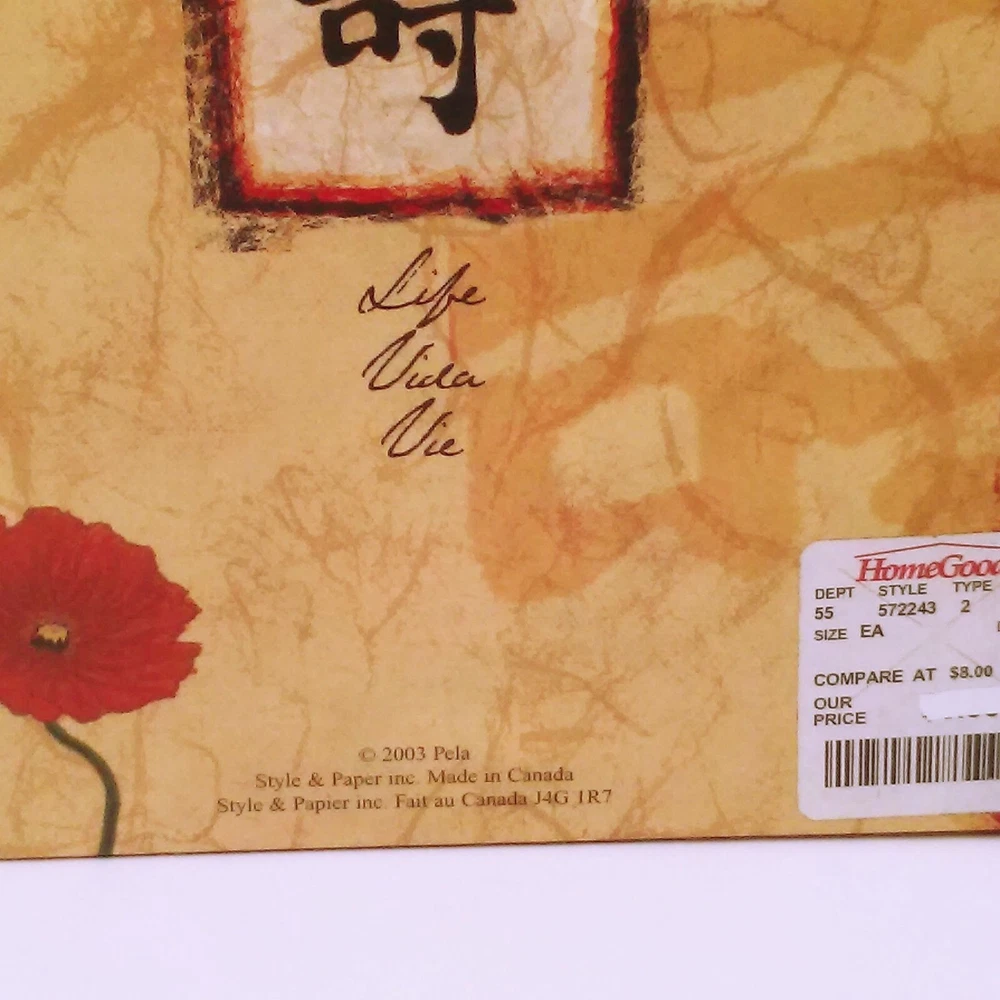 Life
Vida
Vie
HomeGoo
DEPT STYLE TYPE
55 572243 2
SIZE EA
COMPARE AT $8.00
OUR
PRICE
© 2003 Pela
Style & Paper inc. Made in Canada
Style & Papier inc. Fait au Canada J4G 1R7